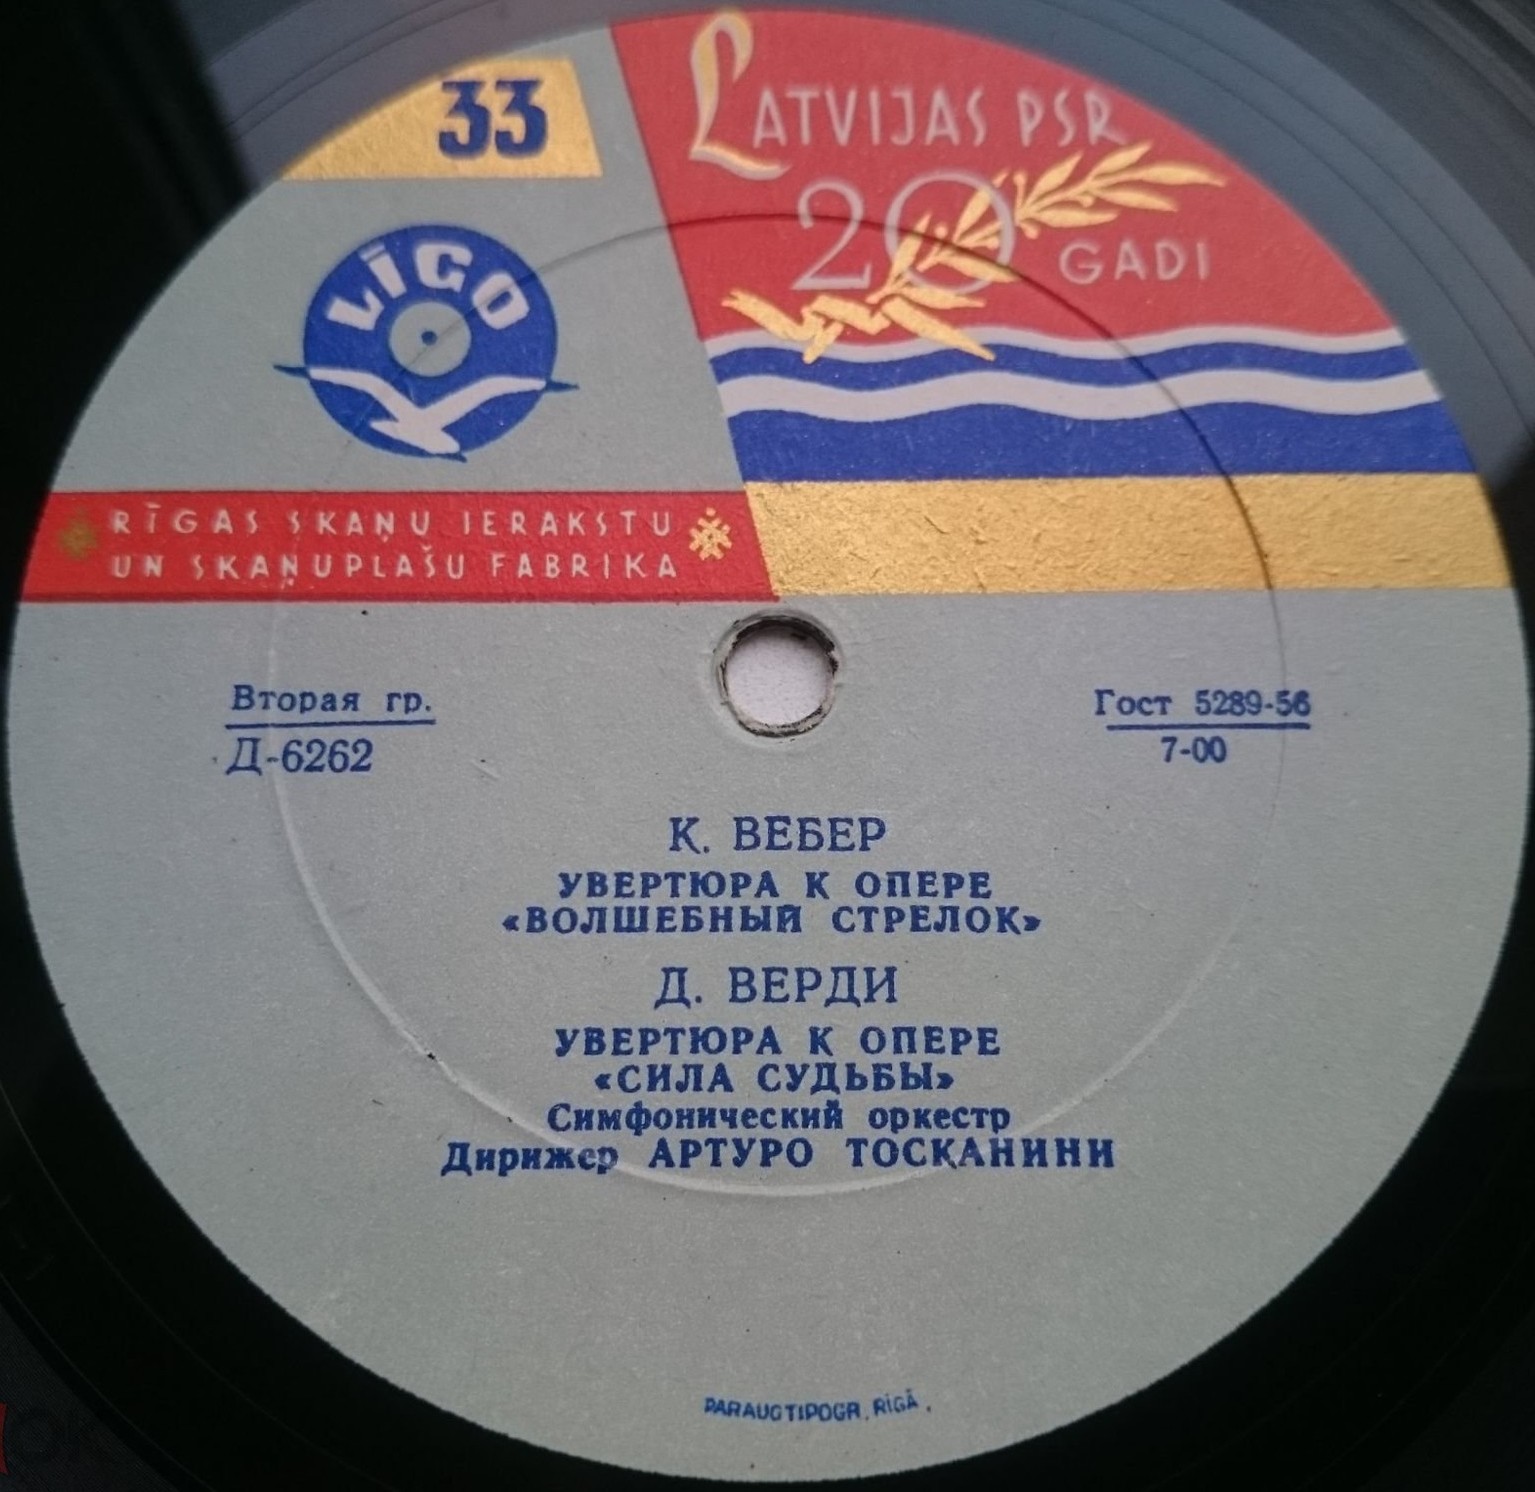 33
LATVIJAS PSR
20 GADI
LĪGO
RĪGAS SKAŅU IERAKSTU
UN SKAŅUPLAŠU FABRIKA
Вторая гр.
Д-6262
Гост 5289-56
7-00
К. ВЕБЕР
УВЕРТЮРА К ОПЕРЕ
«ВОЛШЕБНЫЙ СТРЕЛОК»
Д. ВЕРДИ
УВЕРТЮРА К ОПЕРЕ
«СИЛА СУДЬБЫ»
Симфонический оркестр
Дирижер АРТУРО ТОСКАНИНИ
PARAUGTIPOGR. RĪGĀ.